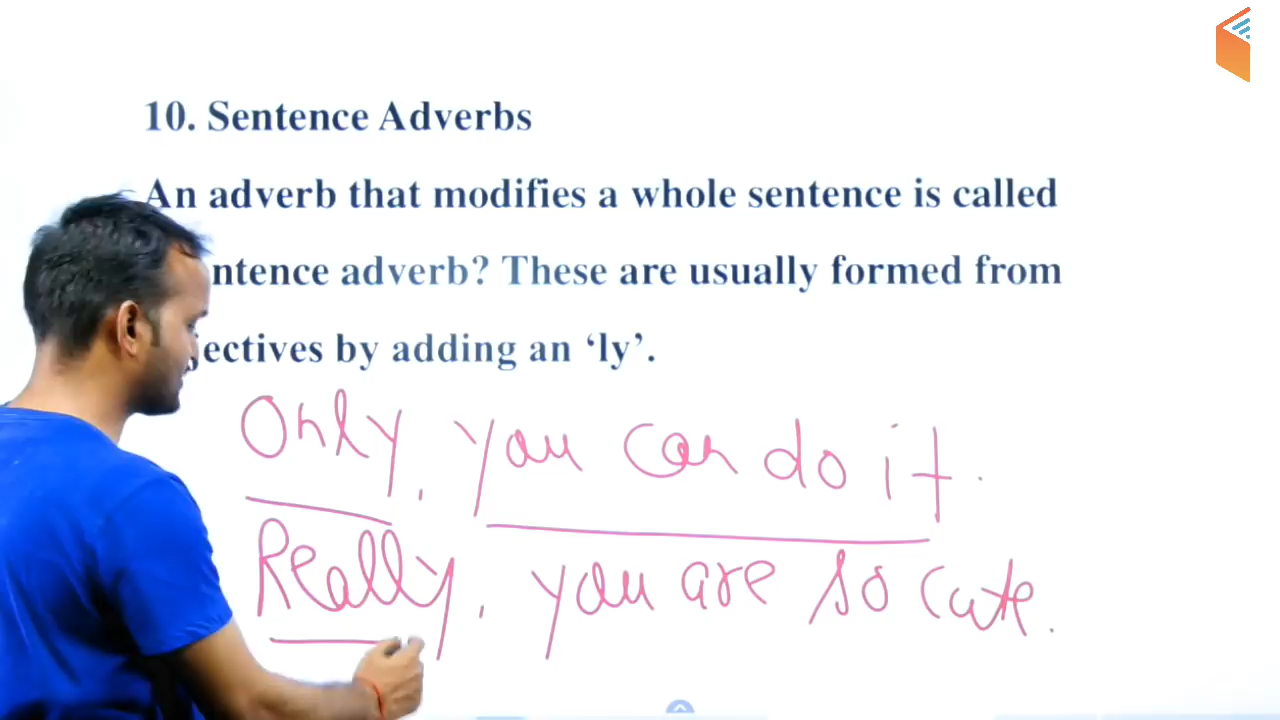 10. Sentence Adverbs
An adverb that modifies a whole sentence is called
ntence adverb? These are usually formed from
jectives by adding an ‘ly’.
Only, you can do it.
Really, you are so cute.